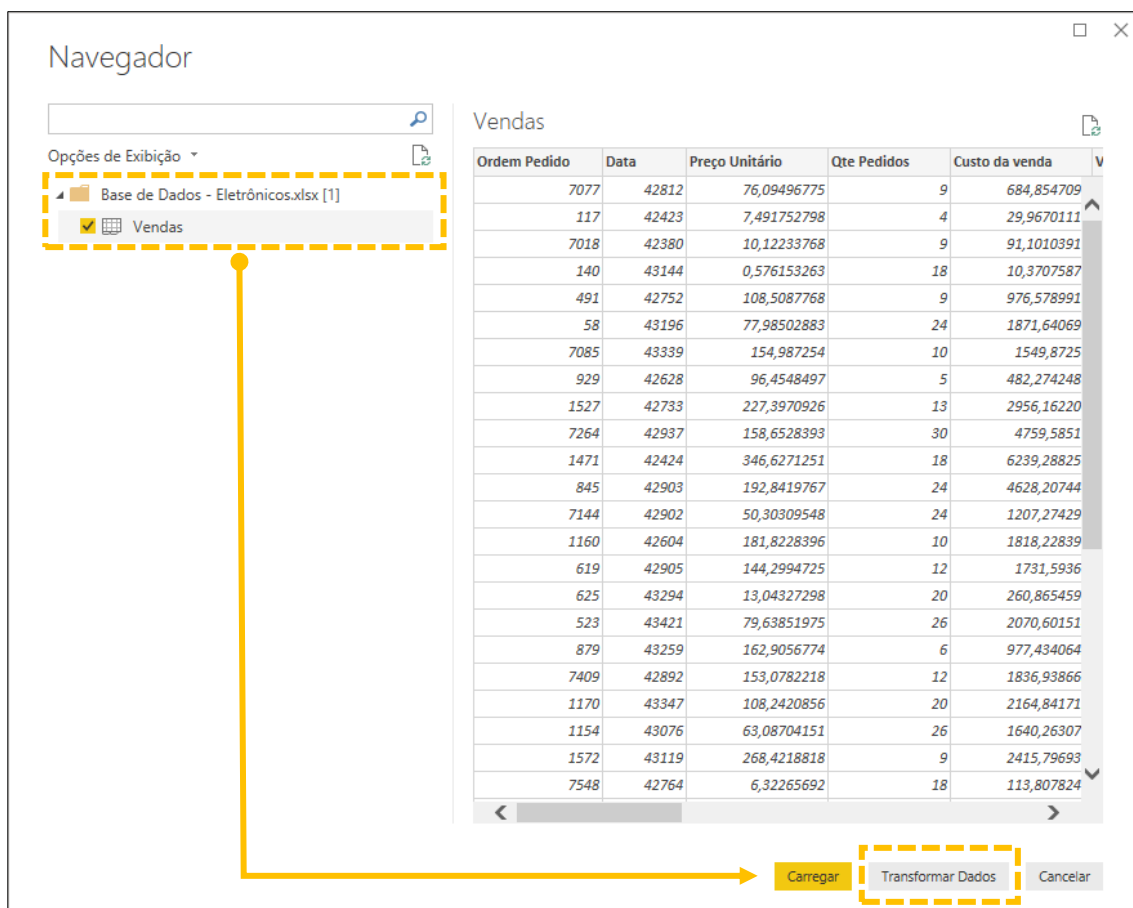 Navegador
Opções de Exibição
Base de Dados - Eletrônicos.xlsx [1]
Vendas
Vendas
Ordem Pedido Data Preço Unitário Qte Pedidos Custo da venda V
7077 42812 76,09496775 9 684,854709
117 42423 7,491752798 4 29,9670111
7018 42380 10,12233768 9 91,1010391
140 43144 0,576153263 18 10,3707587
491 42752 108,5087768 9 976,578991
58 43196 77,98502883 24 1871,64069
7085 43339 154,987254 10 1549,8725
929 42628 96,4548497 5 482,274248
1527 42733 227,3970926 13 2956,16220
7264 42937 158,6528393 30 4759,5851
1471 42424 346,6271251 18 6239,28825
845 42903 192,8419767 24 4628,20744
7144 42902 50,30309548 24 1207,27429
1160 42604 181,8228396 10 1818,22839
619 42905 144,2994725 12 1731,5936
625 43294 13,04327298 20 260,865459
523 43421 79,63851975 26 2070,60151
879 43259 162,9056774 6 977,434064
7409 42892 153,0782218 12 1836,93866
1170 43347 108,2420856 20 2164,84171
1154 43076 63,08704151 26 1640,26307
1572 43119 268,4218818 9 2415,79693
7548 42764 6,32265692 18 113,807824
Carregar Transformar Dados Cancelar